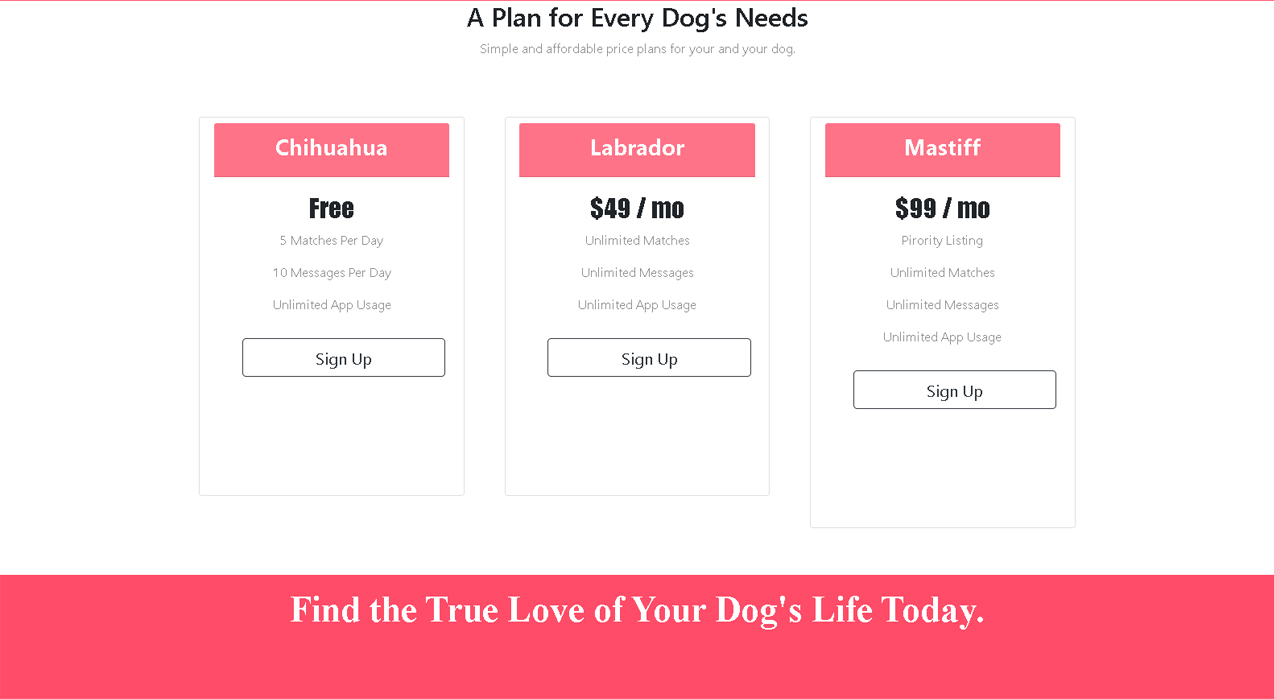 A Plan for Every Dog's Needs
Simple and affordable price plans for your and your dog.
Chihuahua
Free
5 Matches Per Day
10 Messages Per Day
Unlimited App Usage
Sign Up
Labrador
$49 / mo
Unlimited Matches
Unlimited Messages
Unlimited App Usage
Sign Up
Mastiff
$99 / mo
Pirority Listing
Unlimited Matches
Unlimited Messages
Unlimited App Usage
Sign Up
Find the True Love of Your Dog's Life Today.